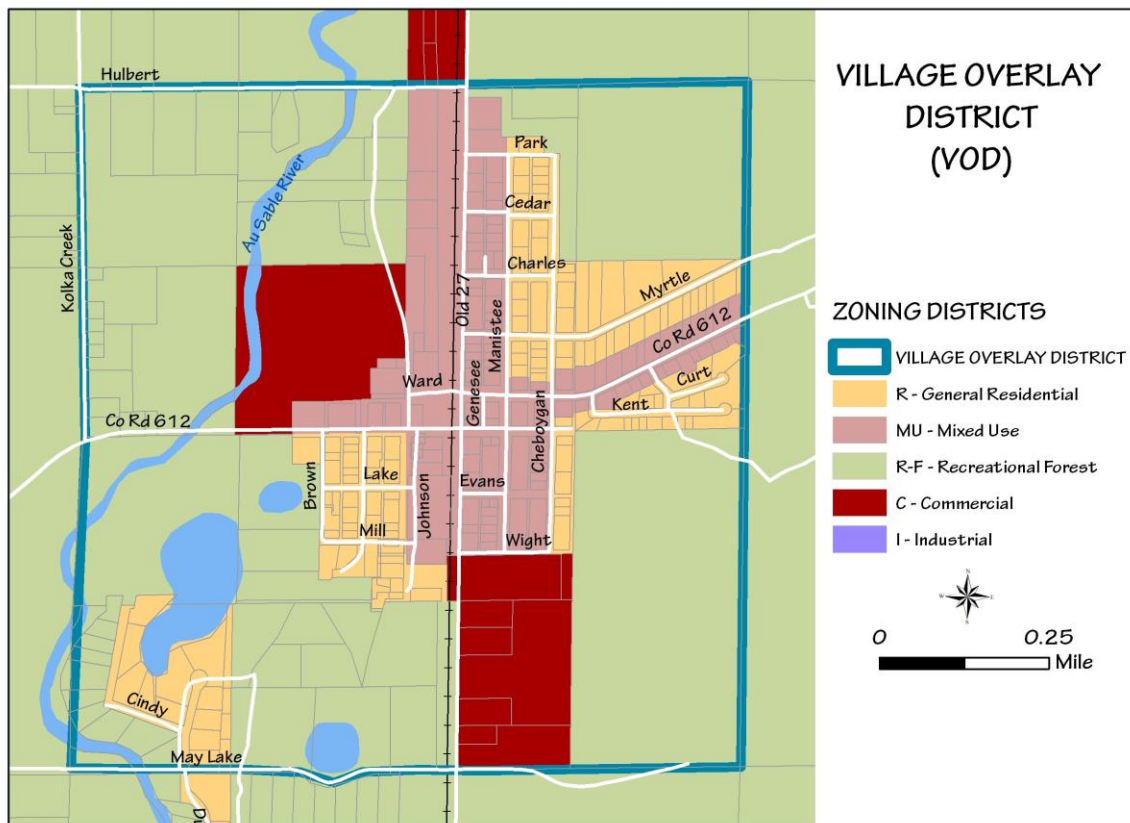 VILLAGE OVERLAY
DISTRICT
(VOD)
Hulbert
Park
Au Sable River
Cedar
Kolka Creek
Charles
Myrtle
Old 27
Manistee
Co Rd 612
Ward
Genesee
Curt
Kent
Co Rd 612
Cheboygan
Brown
Lake
Evans
Johnson
Mill
Wight
Cindy
May Lake
ZONING DISTRICTS
VILLAGE OVERLAY DISTRICT
R - General Residential
MU - Mixed Use
R-F - Recreational Forest
C - Commercial
I - Industrial
N
W
E
S
0
0.25
Mile